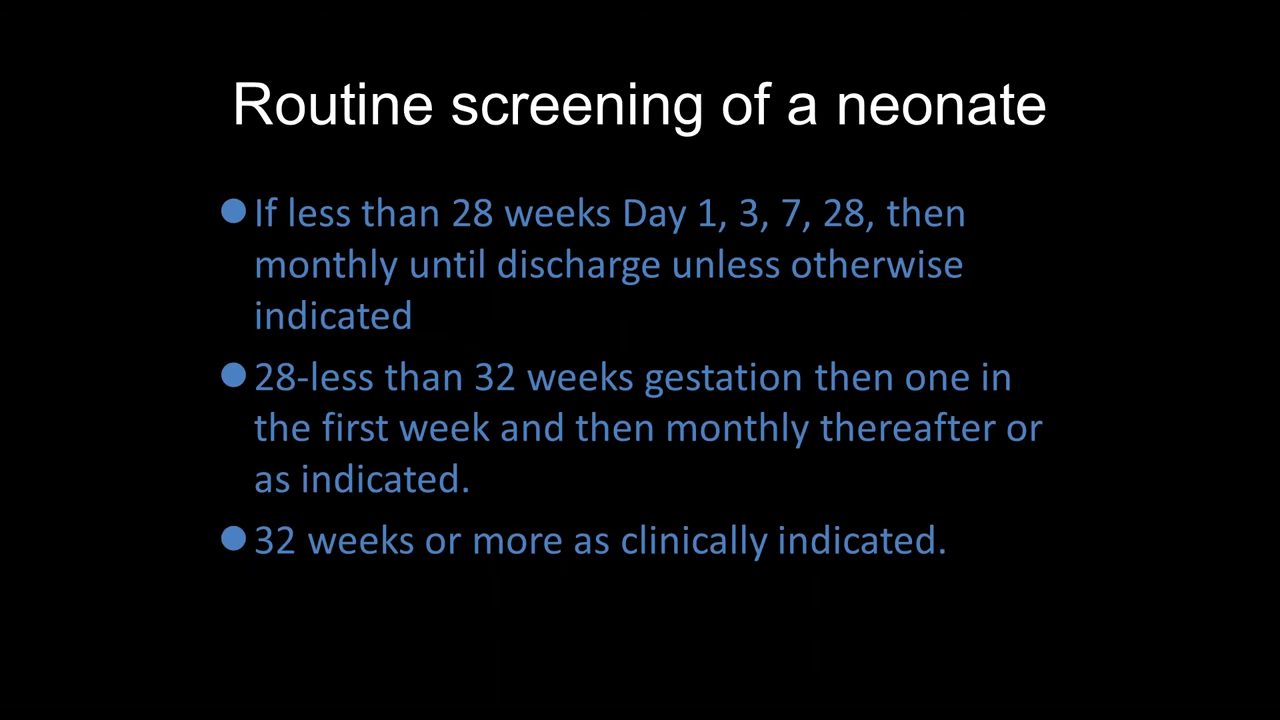 Routine screening of a neonate
● If less than 28 weeks Day 1, 3, 7, 28, then
monthly until discharge unless otherwise
indicated
● 28-less than 32 weeks gestation then one in
the first week and then monthly thereafter or
as indicated.
● 32 weeks or more as clinically indicated.